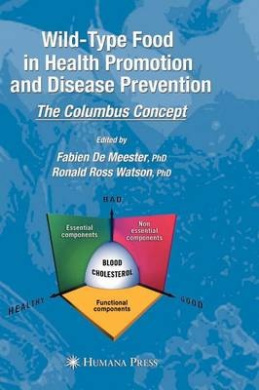 Wild-Type Food
in Health Promotion
and Disease Prevention
The Columbus Concept
Edited by
Fabien De Meester, PhD
Ronald Ross Watson, PhD
BAD
Essential
components
Non
essential
components
BLOOD
CHOLESTEROL
HEALTHY
GOOD
Functional
components
HUMANA PRESS